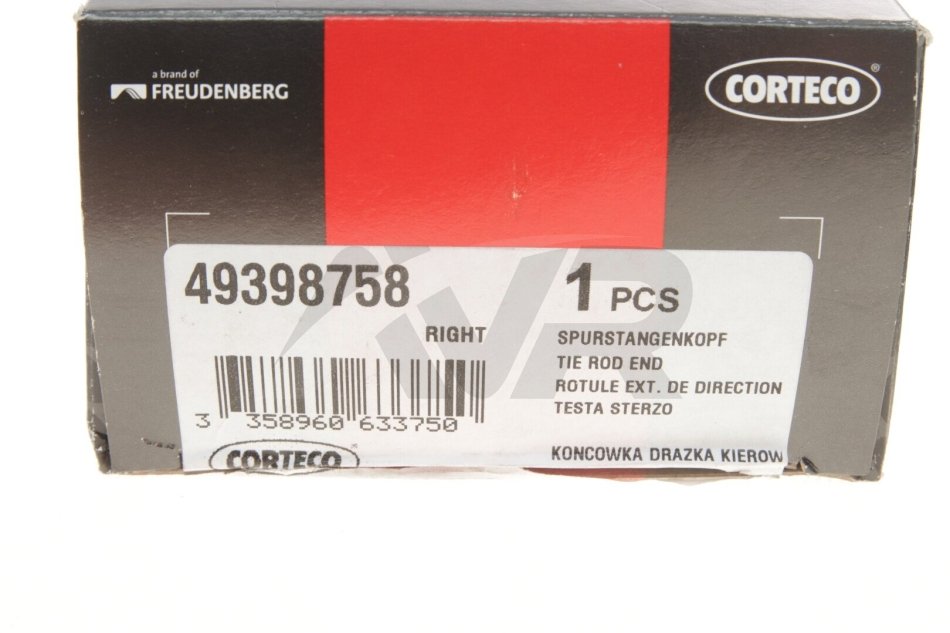 a brand of
FREUDENBERG
CORTECO®
49398758
1 PCS
RIGHT
SPURSTANGENKOPF
TIE ROD END
ROTULE EXT. DE DIRECTION
TESTA STERZO
3 358960 633750
CORTECO®
KONCOWKA DRAZKA KIEROW
VR